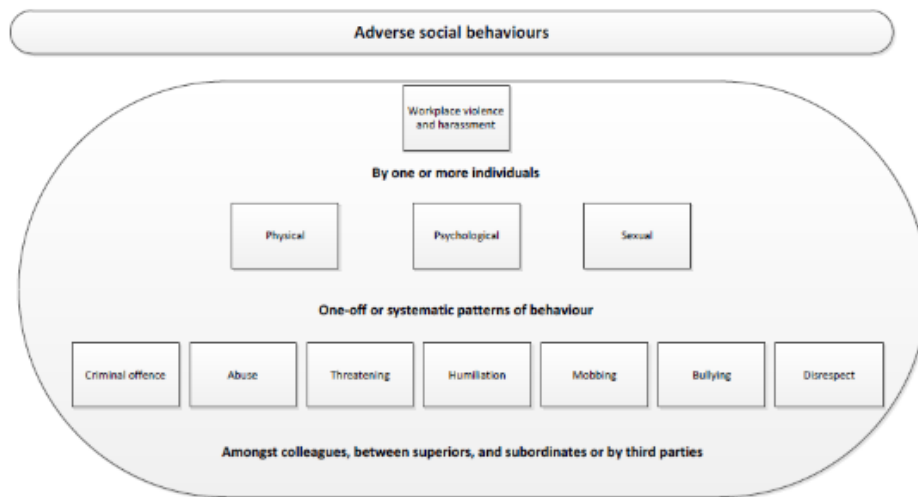 Adverse social behaviours
Workplace violence
and harassment
By one or more individuals
Physical
Psychological
Sexual
One-off or systematic patterns of behaviour
Criminal offence
Abuse
Threatening
Humiliation
Mobbing
Bullying
Disrespect
Amongst colleagues, between superiors, and subordinates or by third parties